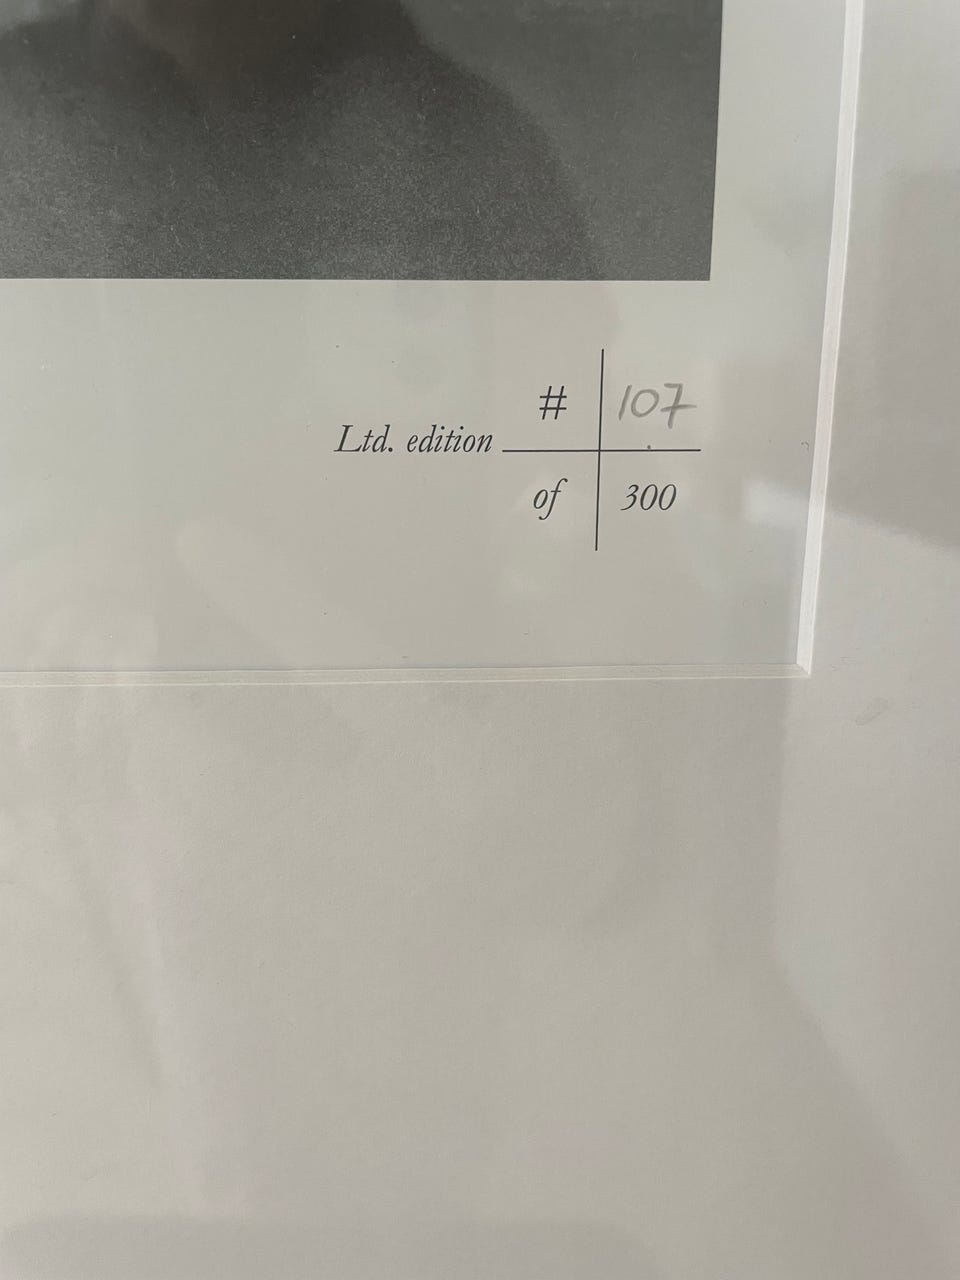 # 107
Ltd. edition
of 300